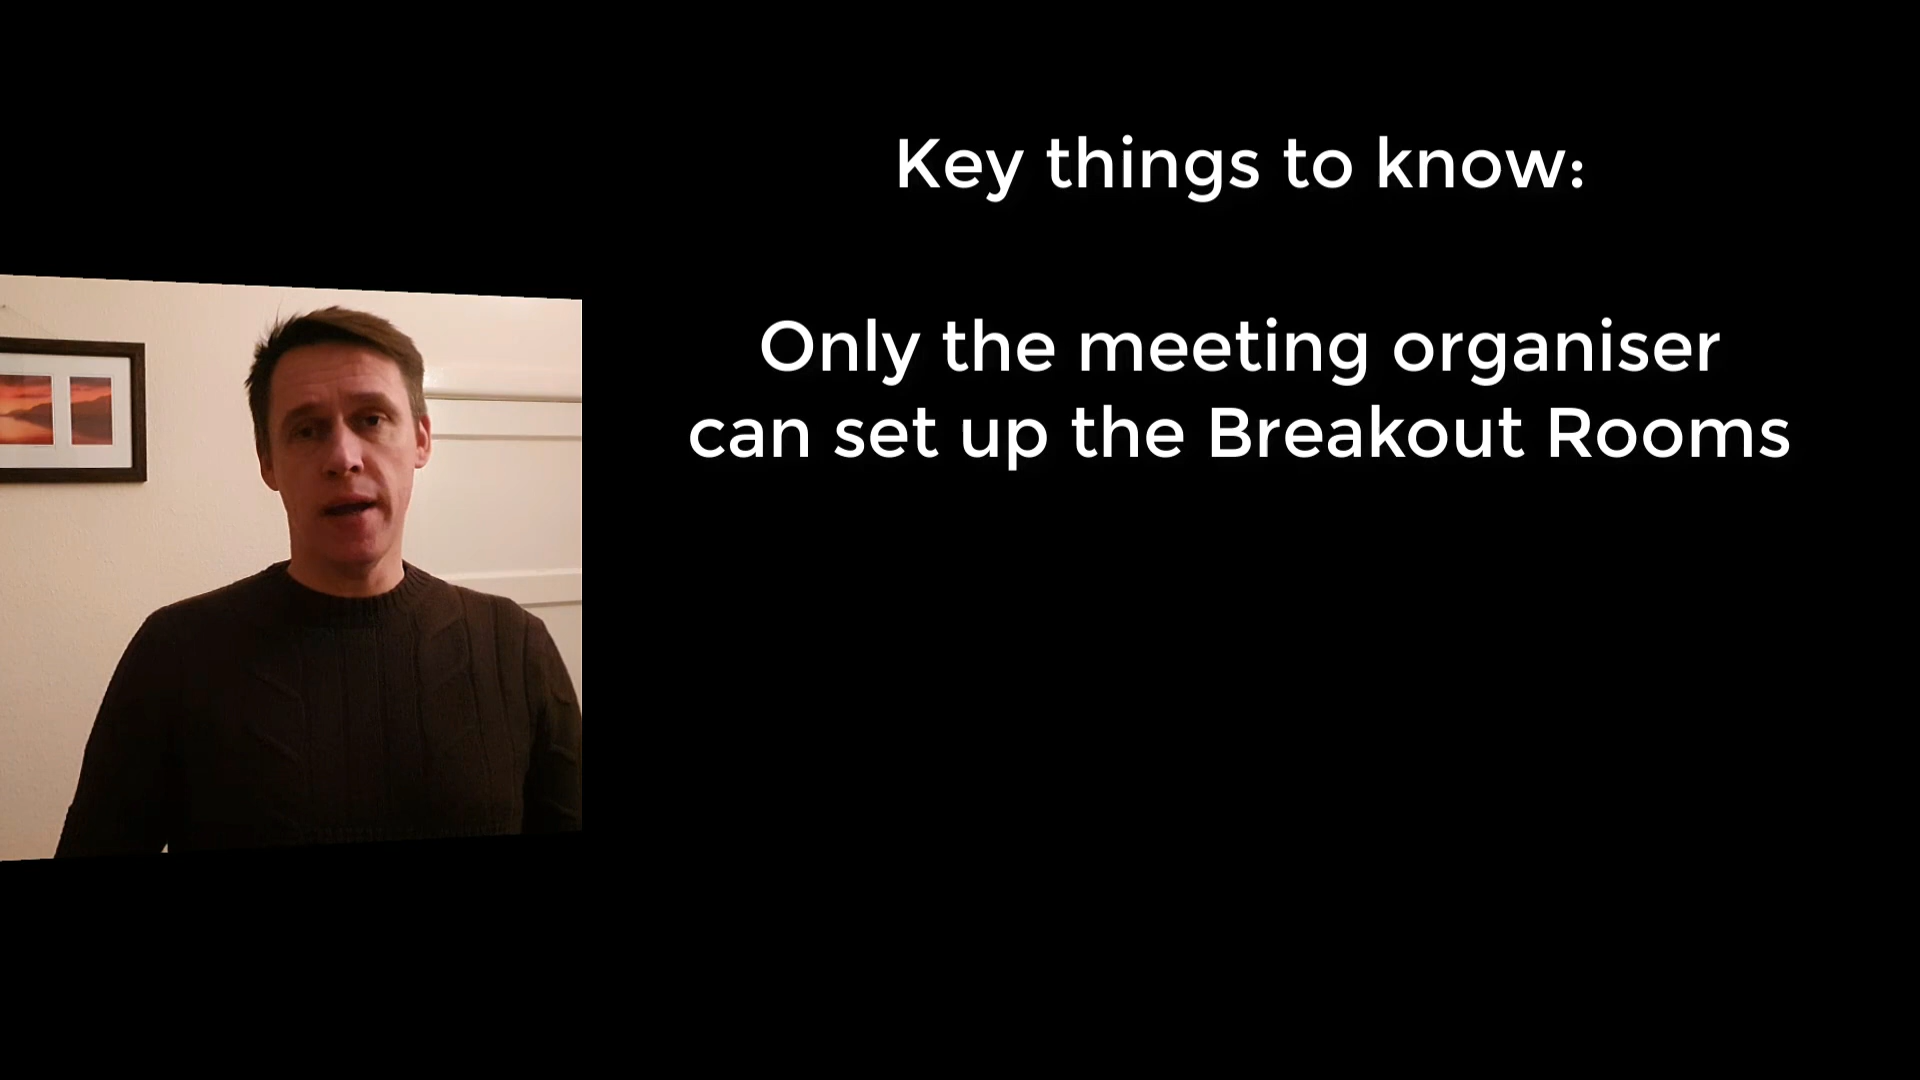 Key things to know:
Only the meeting organiser
can set up the Breakout Rooms